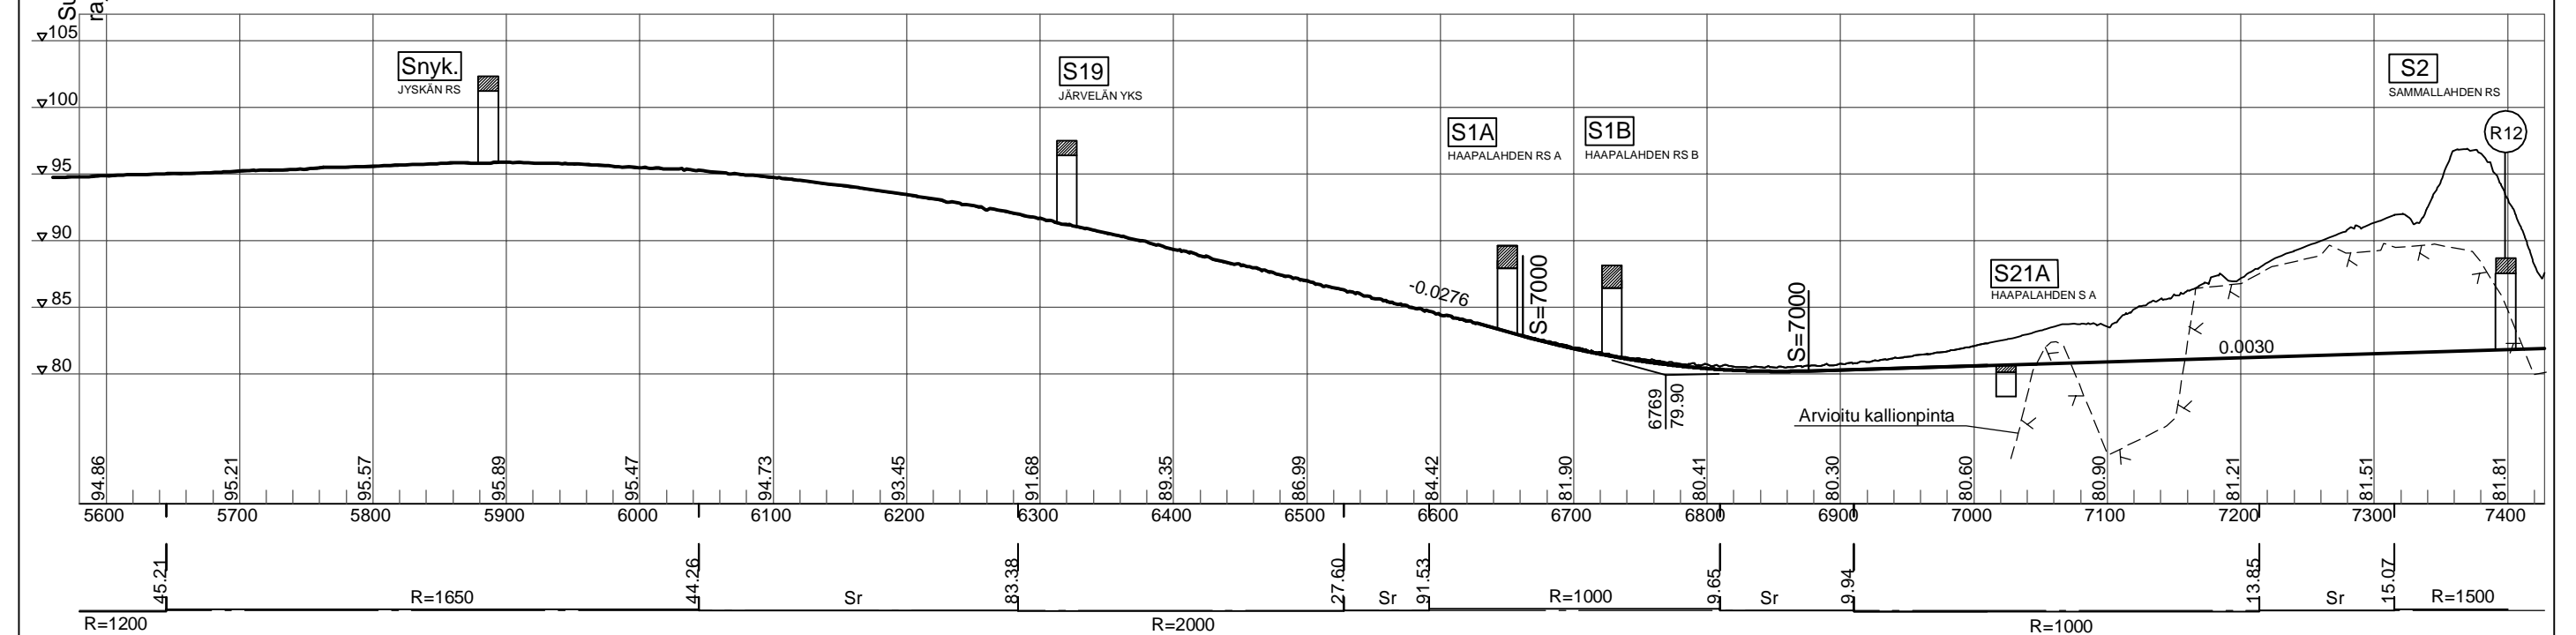 105
100
95
90
85
80
Snyk.
JYSKÄN RS
S19
JÄRVELÄN YKS
S1A
HAAPALAHDEN RS A
S1B
HAAPALAHDEN RS B
S2
SAMMALLAHDEN RS
R12
S21A
HAAPALAHDEN S A
-0.0276
S=7000
S=7000
0.0030
6769
79.90
Arvioitu kallionpinta
94.86 95.21 95.57 95.89 95.47 94.73 93.45 91.68 89.35 86.99 84.42 81.90 80.41 80.30 80.60 80.90 81.21 81.51 81.81
5600 5700 5800 5900 6000 6100 6200 6300 6400 6500 6600 6700 6800 6900 7000 7100 7200 7300 7400
45.21 44.26 83.38 27.60 91.53 9.65 9.94 13.85 15.07
R=1650 Sr Sr R=1000 Sr Sr R=1500
R=1200 R=2000 R=1000